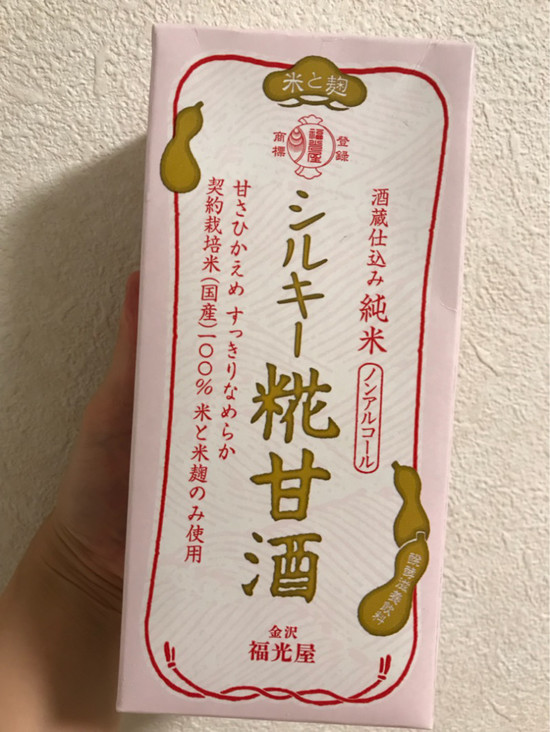 米と麹
登録
商標
福光屋
酒蔵仕込み 純米
ノンアルコール
シルキー糀甘酒
甘さひかえめ すっきりなめらか
契約栽培米(国産)一〇〇% 米と米麹のみ使用
金沢
福光屋